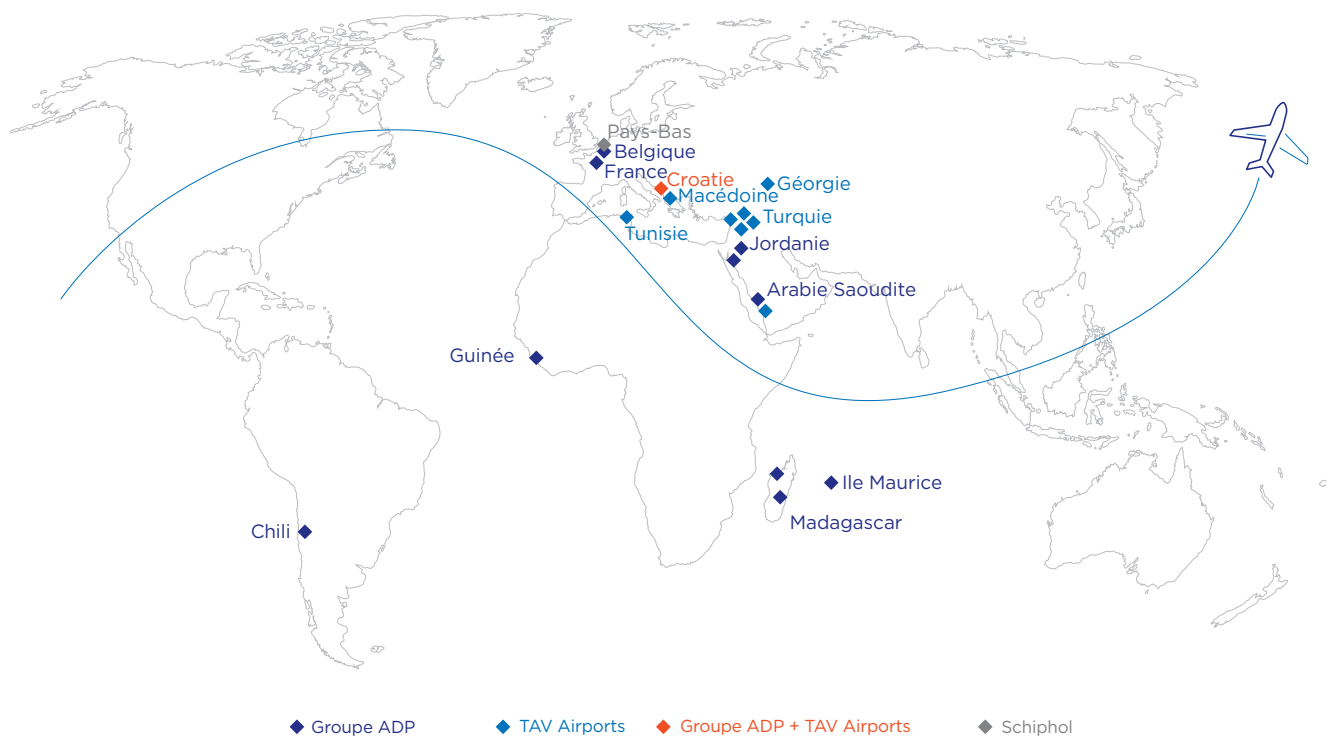 Pays-Bas
Belgique
France
Croatie
Géorgie
Macédoine
Turquie
Tunisie
Jordanie
Arabie Saoudite
Guinée
Ile Maurice
Madagascar
Chili
Groupe ADP
TAV Airports
Groupe ADP + TAV Airports
Schiphol